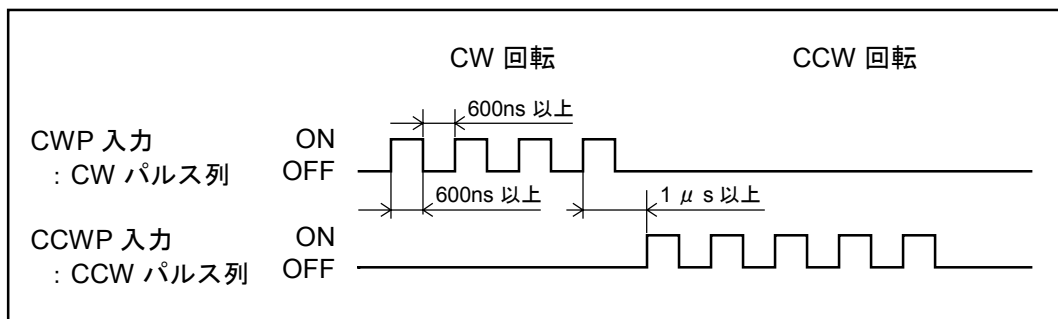 CW 回転 CCW 回転
600ns 以上
CWP 入力 ON
: CW パルス列 OFF
600ns 以上 1 μ s 以上
CCWP 入力 ON
: CCW パルス列 OFF